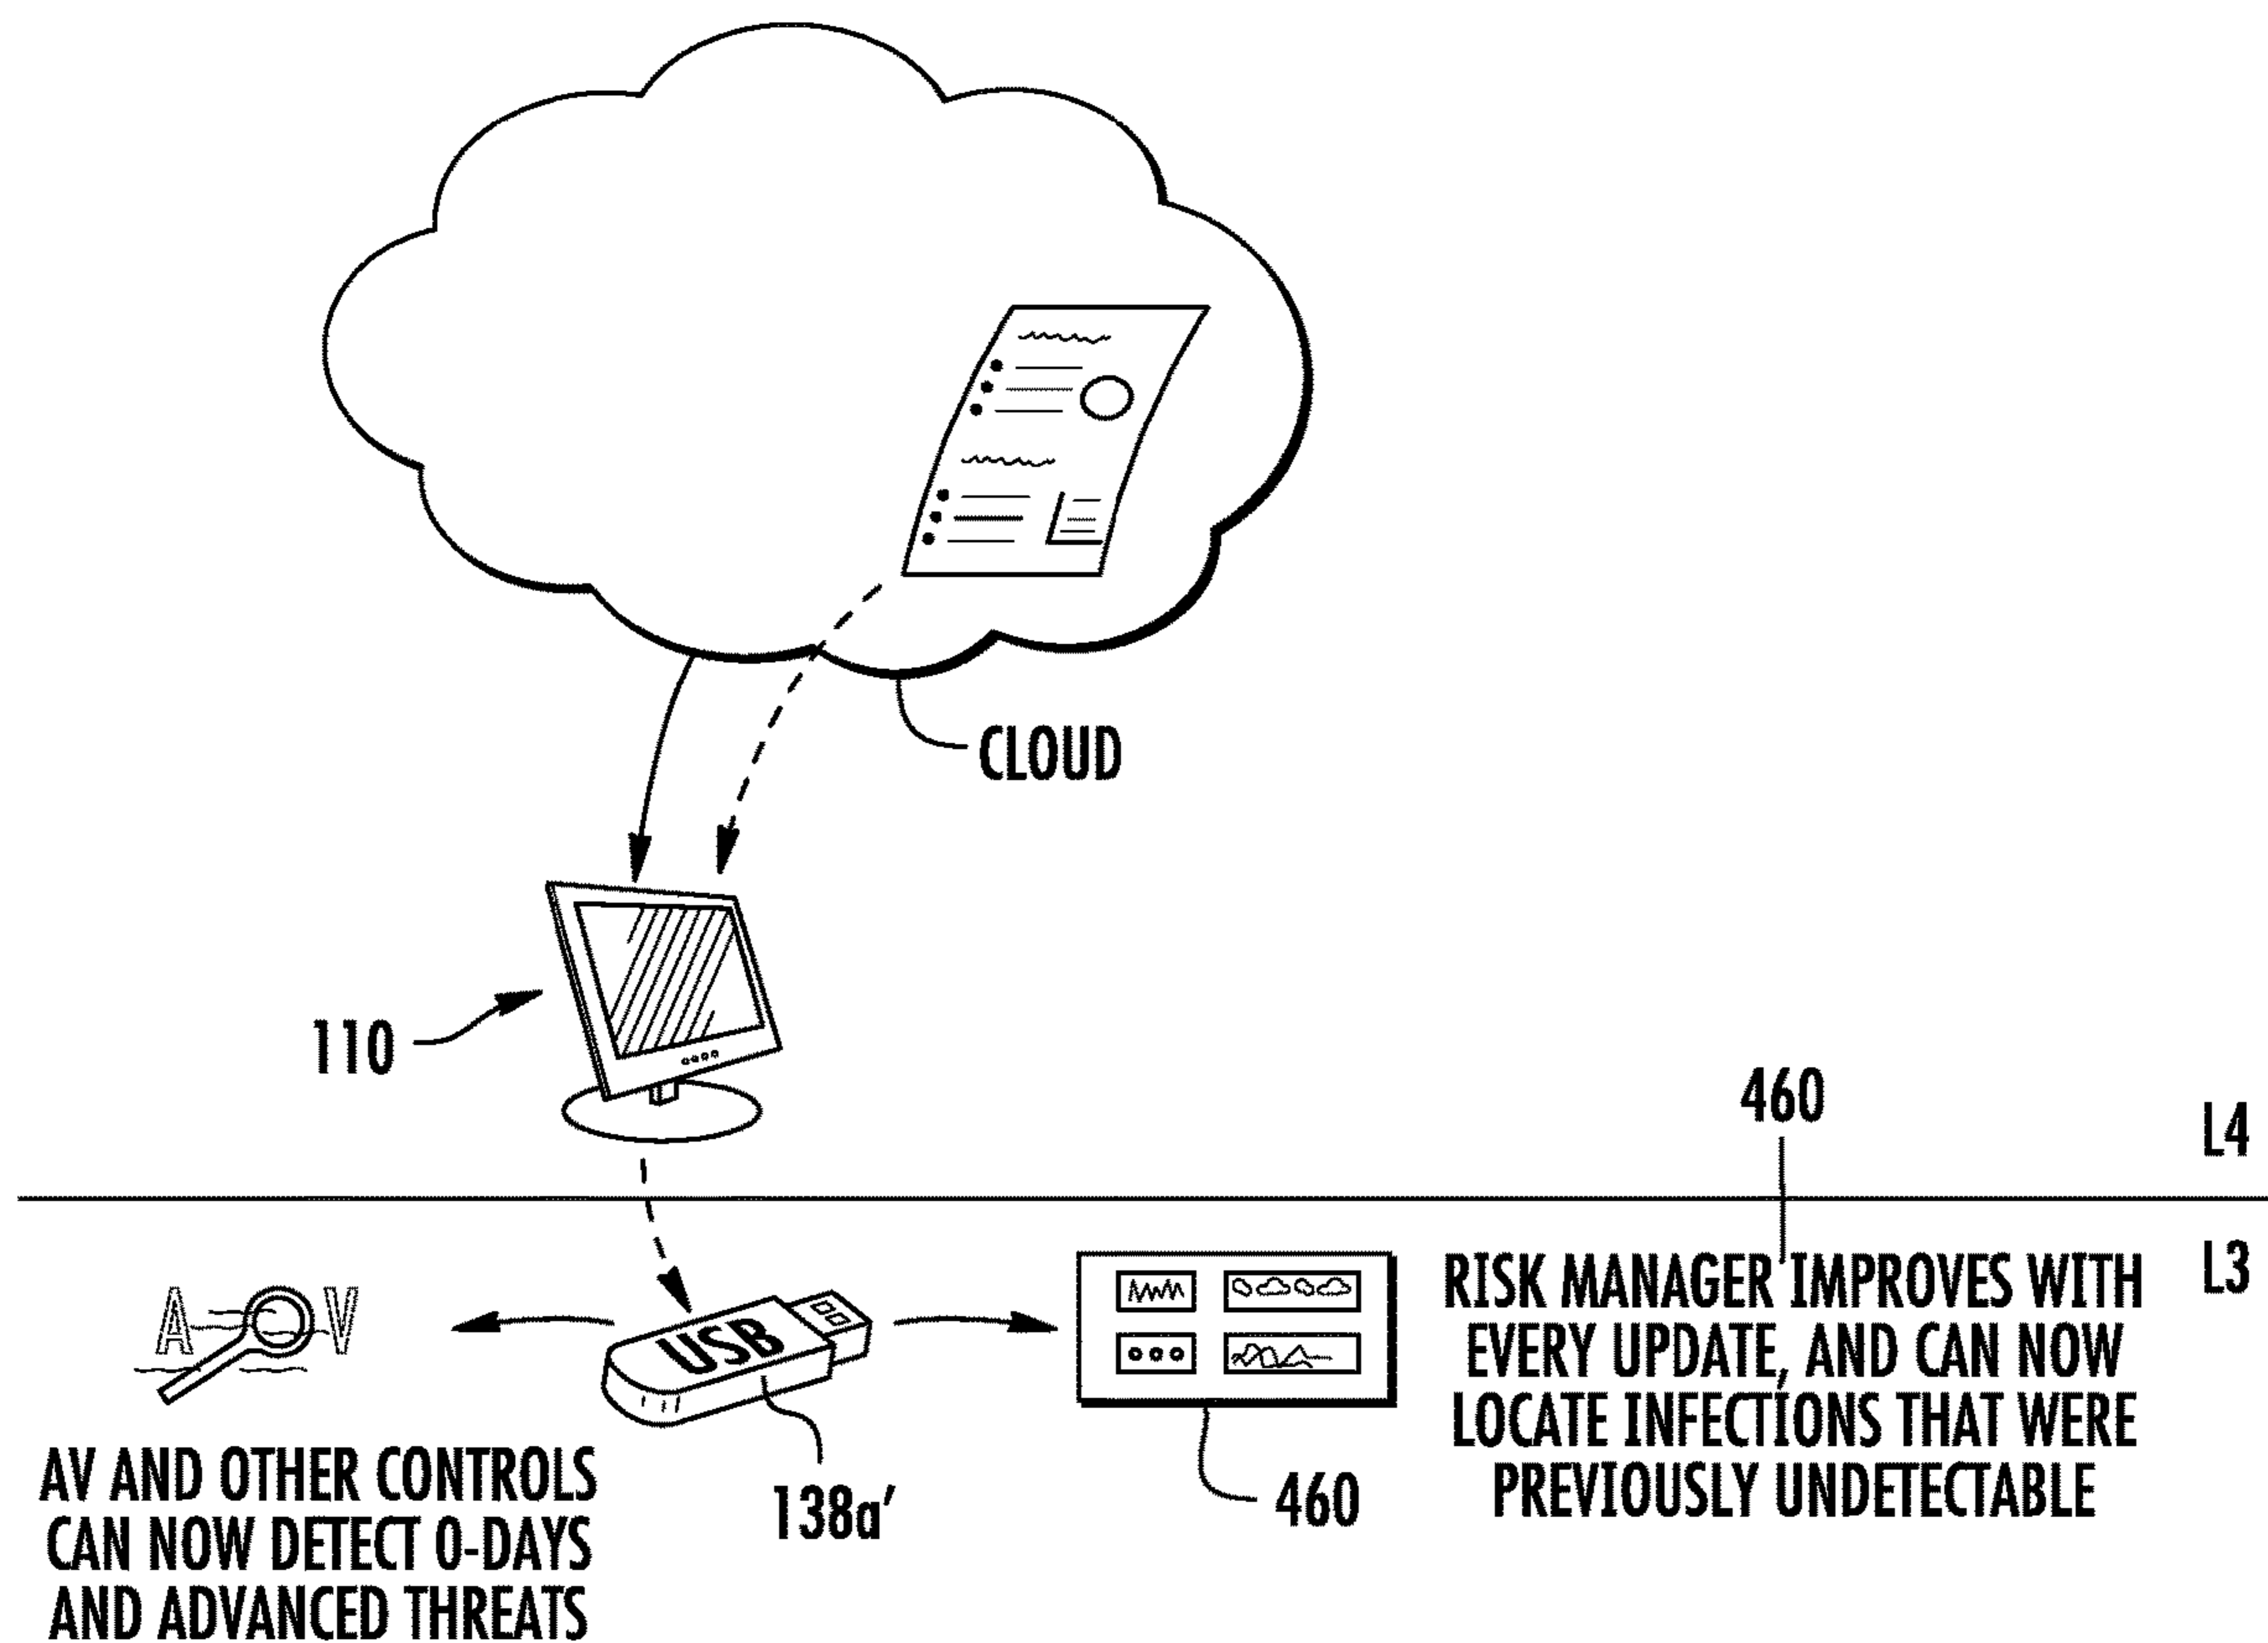 CLOUD
110
460
L4
L3
A V
USB
RISK MANAGER IMPROVES WITH
EVERY UPDATE, AND CAN NOW
LOCATE INFECTIONS THAT WERE
PREVIOUSLY UNDETECTABLE
138a'
460
AV AND OTHER CONTROLS
CAN NOW DETECT 0-DAYS
AND ADVANCED THREATS